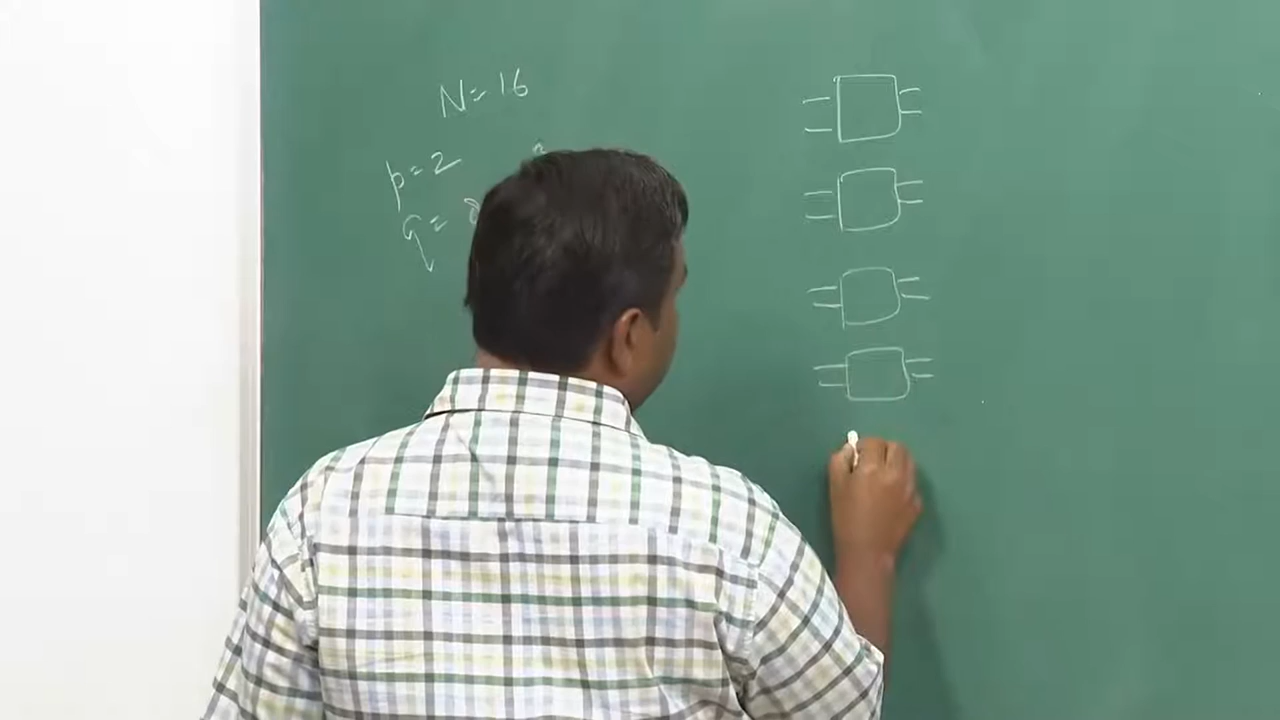 N = 16
p = 2
q =